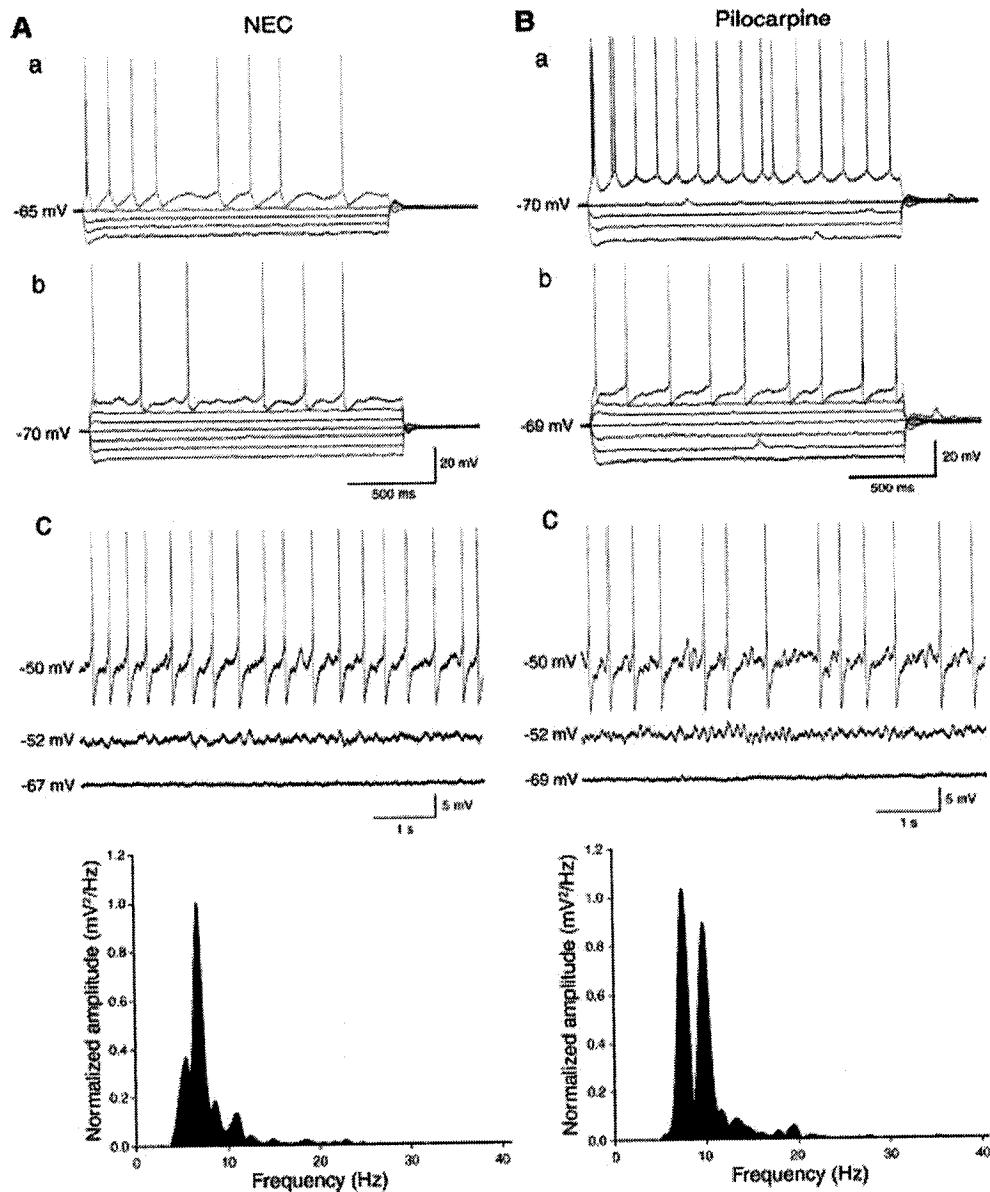 A
NEC
a
-65 mV
b
-70 mV
20 mV
500 ms
C
-50 mV
-52 mV
-67 mV
5 mV
1 s
Normalized amplitude (mV²/Hz)
1.2
1.0
0.8
0.6
0.4
0.2
0.0
0
10
20
30
40
Frequency (Hz)
B
Pilocarpine
a
-70 mV
b
-69 mV
20 mV
500 ms
C
-50 mV
-52 mV
-69 mV
5 mV
1 s
Normalized amplitude (mV²/Hz)
1.2
1.0
0.8
0.6
0.4
0.2
0.0
0
10
20
30
40
Frequency (Hz)